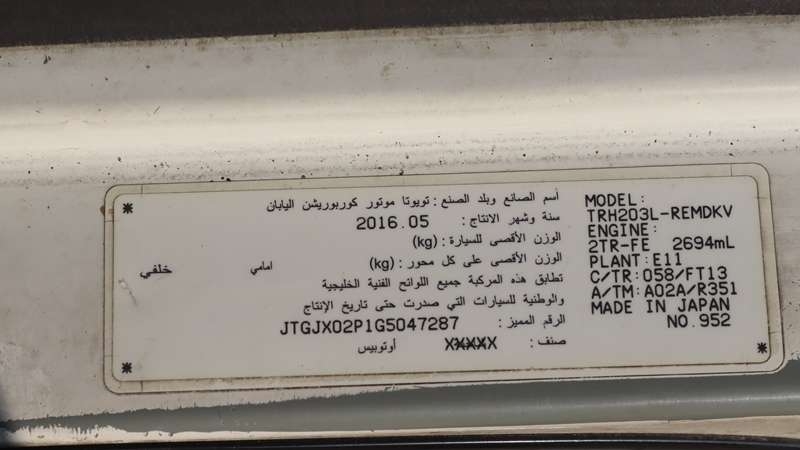 أسم الصانع وبلد الصنع : تويوتا موتور كوربوريشن اليابان
سنة وشهر الانتاج : 2016.05
الوزن الأقصى للسيارة : (kg)
الوزن الأقصى على كل محور : (kg) امامي خلفي
تطابق هذه المركبة جميع اللوائح الفنية الخليجية
والوطنية للسيارات التي صدرت حتى تاريخ الإنتاج
الرقم المميز : JTGJX02P1G5047287
صنف : XXXXX أوتوبيس
MODEL:
TRH203L-REMDKV
ENGINE:
2TR-FE 2694mL
PLANT:E11
C/TR:058/FT13
A/TM:A02A/R351
MADE IN JAPAN
NO.952